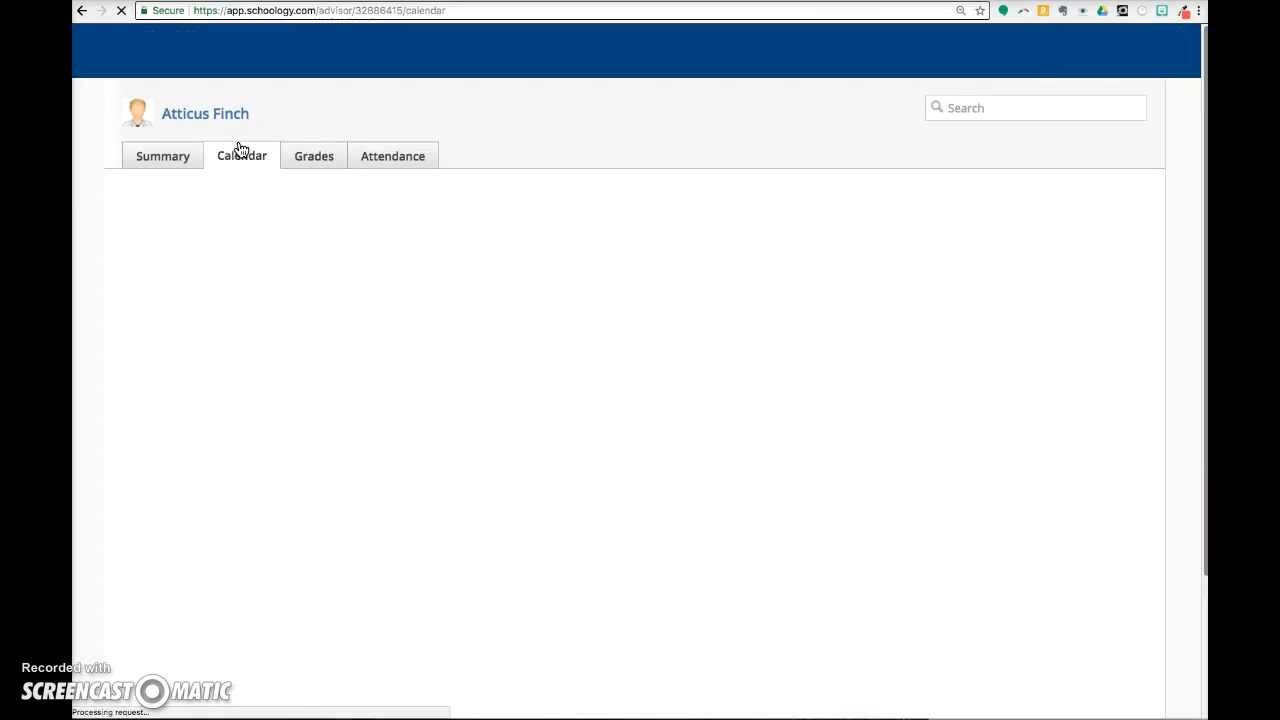 Secure https://app.schoology.com/advisor/32886415/calendar
Atticus Finch
Search
Summary Calendar Grades Attendance
Recorded with
SCREENCAST MATIC
Processing request...